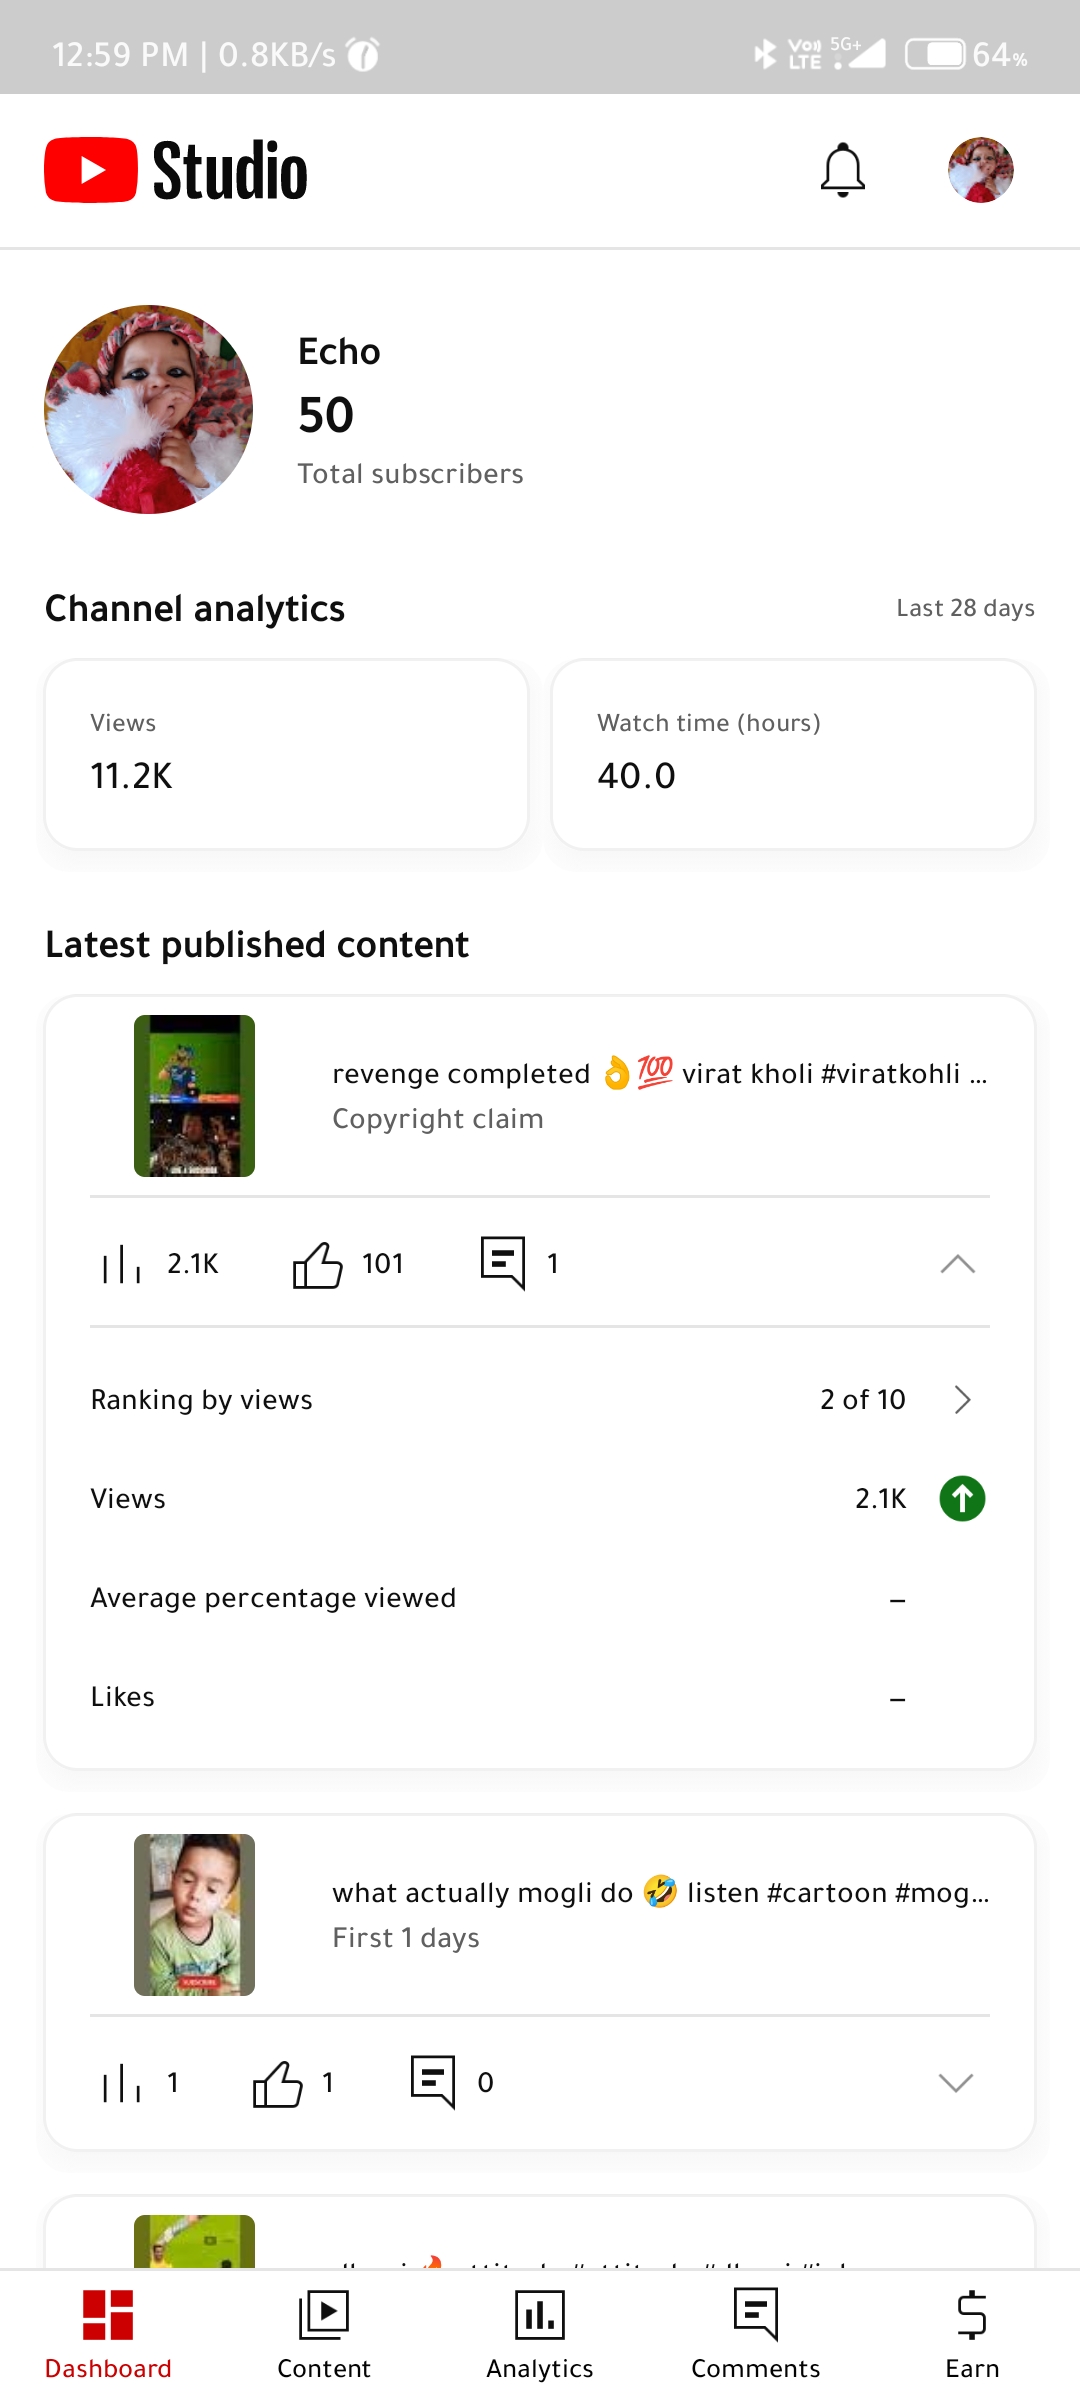 12:59 PM | 0.8KB/s
Vo)) LTE 5G+ 64%
Studio
Echo
50
Total subscribers
Channel analytics
Last 28 days
Views
11.2K
Watch time (hours)
40.0
Latest published content
revenge completed 👌💯 virat kholi #viratkohli ...
Copyright claim
2.1K 101 1
Ranking by views 2 of 10
Views 2.1K
Average percentage viewed –
Likes –
what actually mogli do 🤣 listen #cartoon #mog...
First 1 days
SUBSCRIBE
1 1 0
Dashboard Content Analytics Comments Earn